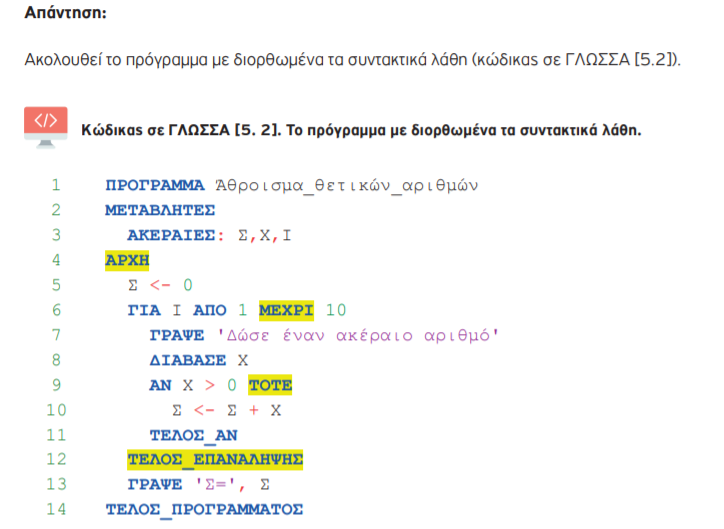 Απάντηση:
Ακολουθεί το πρόγραμμα με διορθωμένα τα συντακτικά λάθη (κώδικας σε ΓΛΩΣΣΑ [5.2]).
</>
Κώδικας σε ΓΛΩΣΣΑ [5. 2]. Το πρόγραμμα με διορθωμένα τα συντακτικά λάθη.
1 ΠΡΟΓΡΑΜΜΑ Άθροισμα_θετικών_αριθμών
2 ΜΕΤΑΒΛΗΤΕΣ
3 ΑΚΕΡΑΙΕΣ: Σ,Χ,Ι
4 ΑΡΧΗ
5 Σ <- 0
6 ΓΙΑ Ι ΑΠΟ 1 ΜΕΧΡΙ 10
7 ΓΡΑΨΕ 'Δώσε έναν ακέραιο αριθμό'
8 ΔΙΑΒΑΣΕ Χ
9 ΑΝ Χ > 0 ΤΟΤΕ
10 Σ <- Σ + Χ
11 ΤΕΛΟΣ_ΑΝ
12 ΤΕΛΟΣ_ΕΠΑΝΑΛΗΨΗΣ
13 ΓΡΑΨΕ 'Σ=', Σ
14 ΤΕΛΟΣ_ΠΡΟΓΡΑΜΜΑΤΟΣ